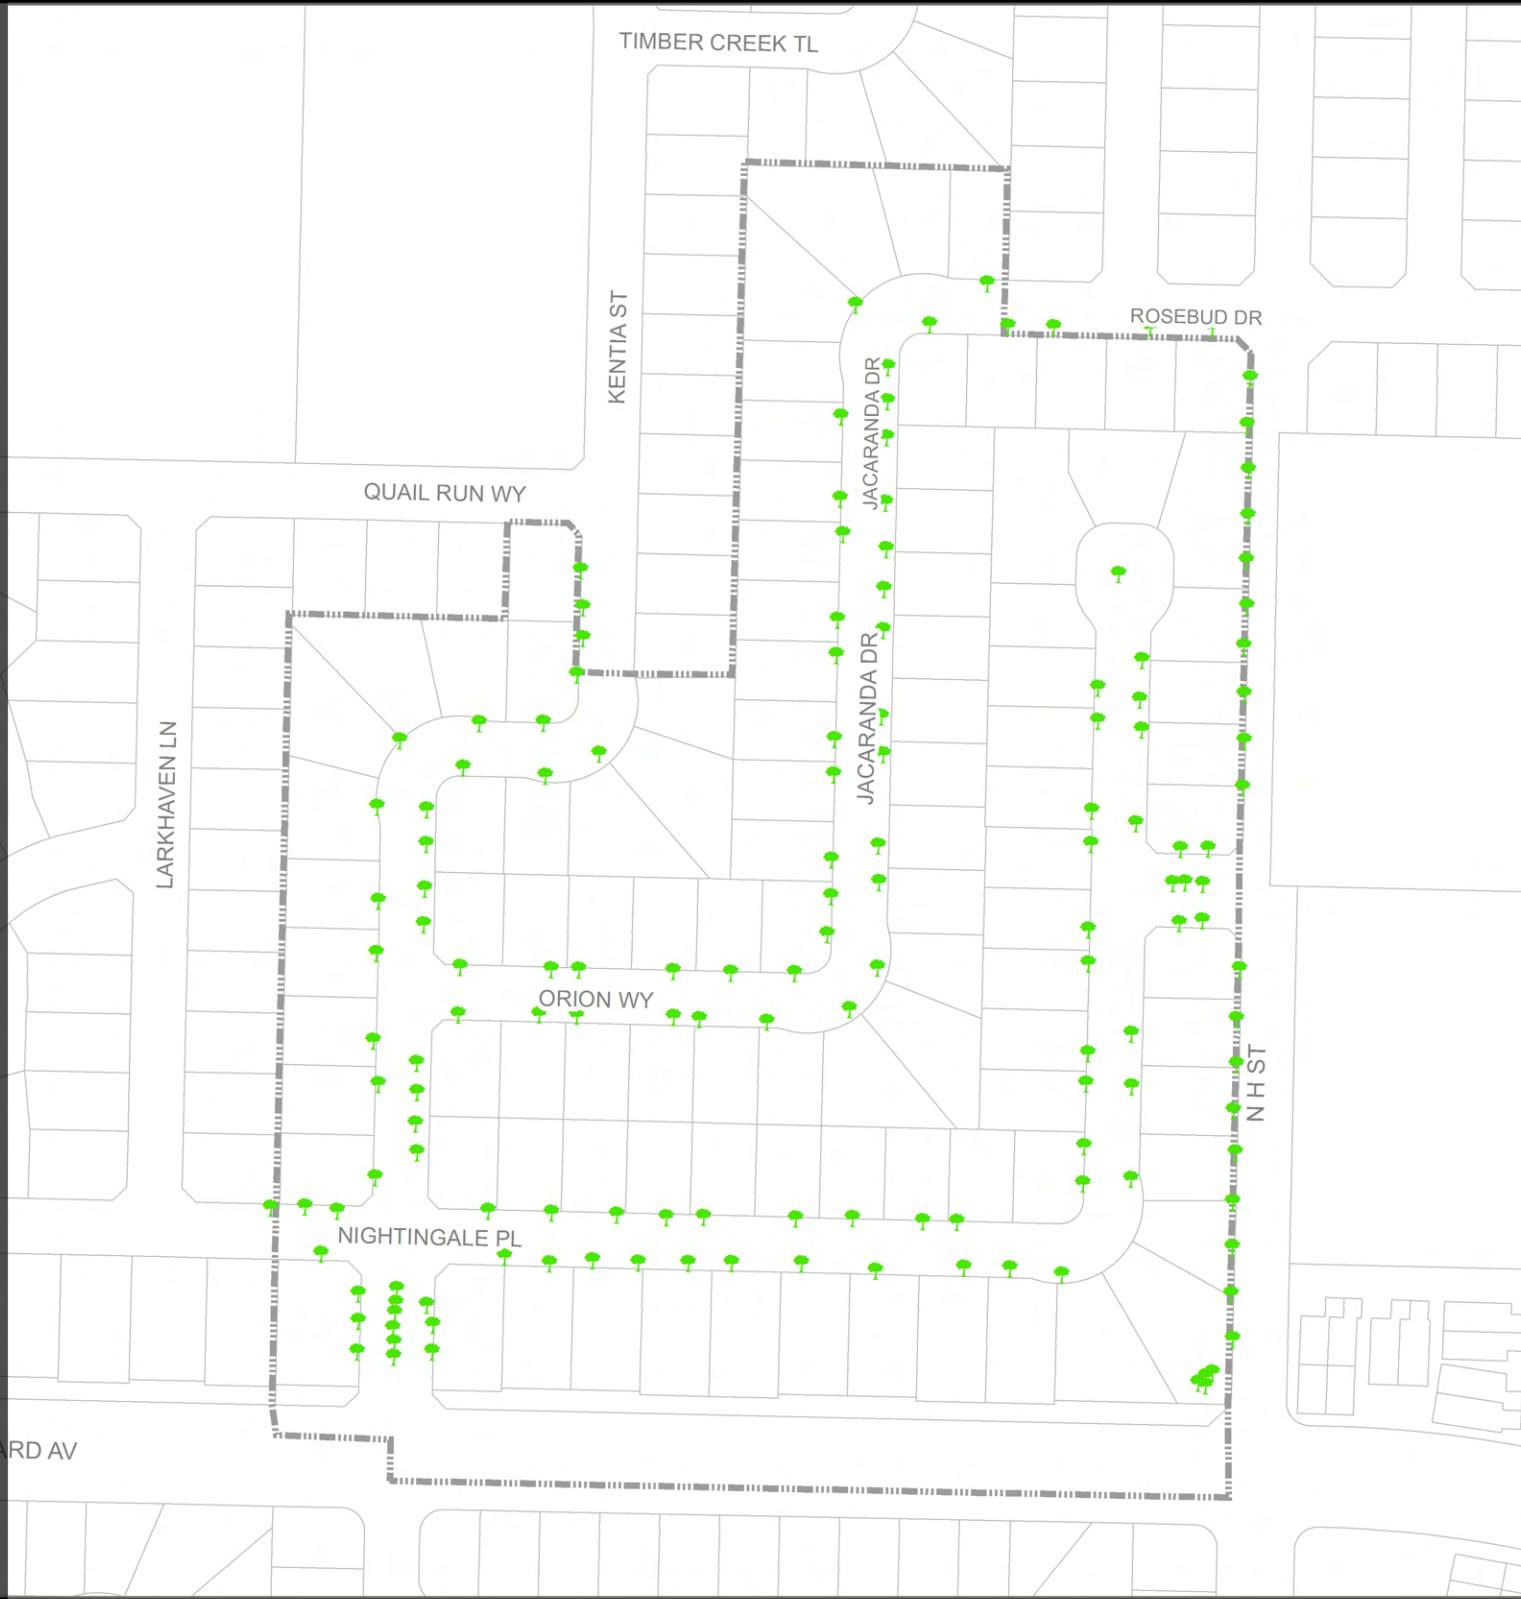 TIMBER CREEK TL
ROSEBUD DR
KENTIA ST
JACARANDA DR
QUAIL RUN WY
JACARANDA DR
LARKHAVEN LN
ORION WY
N H ST
NIGHTINGALE PL
ARD AV